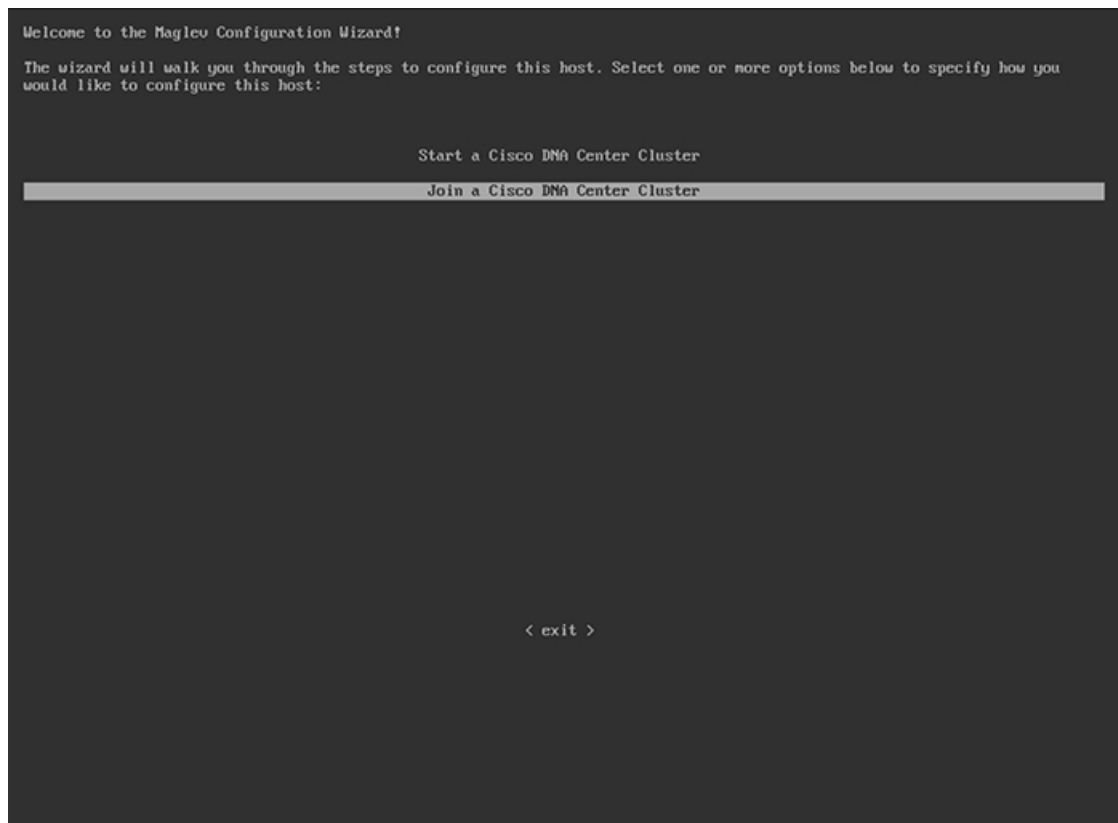 Welcome to the Maglev Configuration Wizard!
The wizard will walk you through the steps to configure this host. Select one or more options below to specify how you
would like to configure this host:
Start a Cisco DNA Center Cluster
Join a Cisco DNA Center Cluster
< exit >